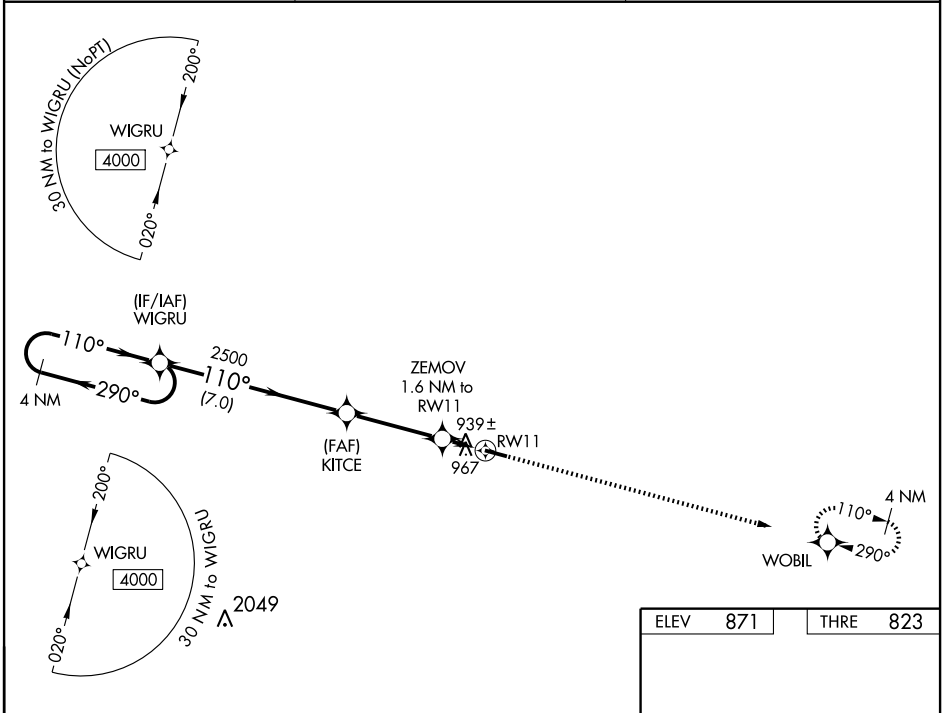 30 NM to WIGRU (NoPT)
200°
WIGRU
4000
020°
(IF/IAF)
WIGRU
110°
290°
4 NM
2500
110°
(7.0)
(FAF)
KITCE
ZEMOV
1.6 NM to
RW11
939±
967
RW11
4 NM
110°
290°
WOBIL
200°
WIGRU
4000
020°
30 NM to WIGRU
2049
ELEV 871
THRE 823